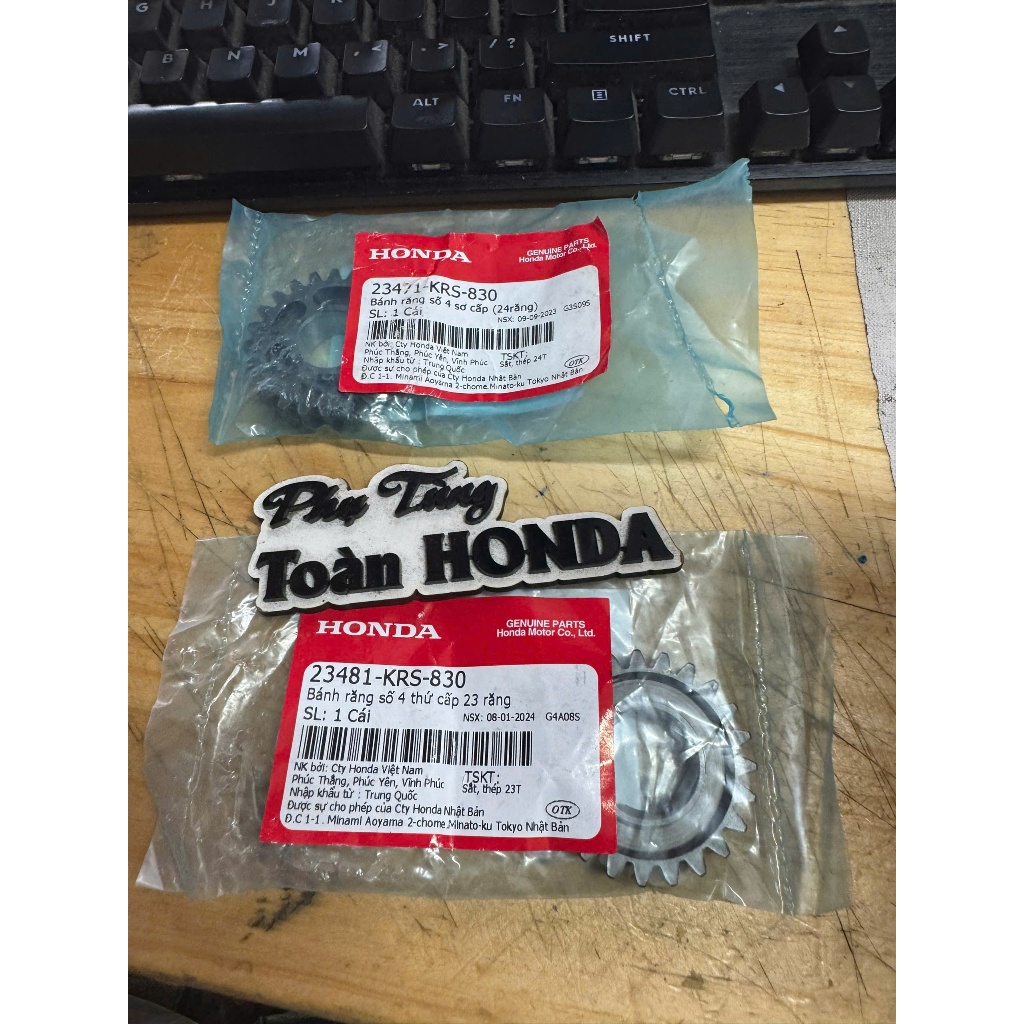 G H J
B N M , < . > / ? SHIFT
ALT FN CTRL
HONDA
GENUINE PARTS
Honda Motor Co., Ltd.
23471-KRS-830
Bánh răng số 4 sơ cấp (24răng)
SL: 1 Cái NSX: 09-09-2023 G3S09S
NK bởi: Cty Honda Việt Nam
Phúc Thắng, Phúc Yên, Vĩnh Phúc TSKT:
Nhập khẩu từ : Trung Quốc Sắt, thép 24T
Được sự cho phép của Cty Honda Nhật Bản OTK
Đ.C 1-1. Minami Aoyama 2-chome.Minato-ku Tokyo Nhật Bản
Phụ Tùng
Toàn HONDA
HONDA
GENUINE PARTS
Honda Motor Co., Ltd.
23481-KRS-830
Bánh răng số 4 thứ cấp 23 răng
SL: 1 Cái NSX: 08-01-2024 G4A08S
NK bởi: Cty Honda Việt Nam
Phúc Thắng, Phúc Yên, Vĩnh Phúc TSKT:
Nhập khẩu từ : Trung Quốc Sắt, thép 23T
Được sự cho phép của Cty Honda Nhật Bản OTK
Đ.C 1-1. Minami Aoyama 2-chome.Minato-ku Tokyo Nhật Bản